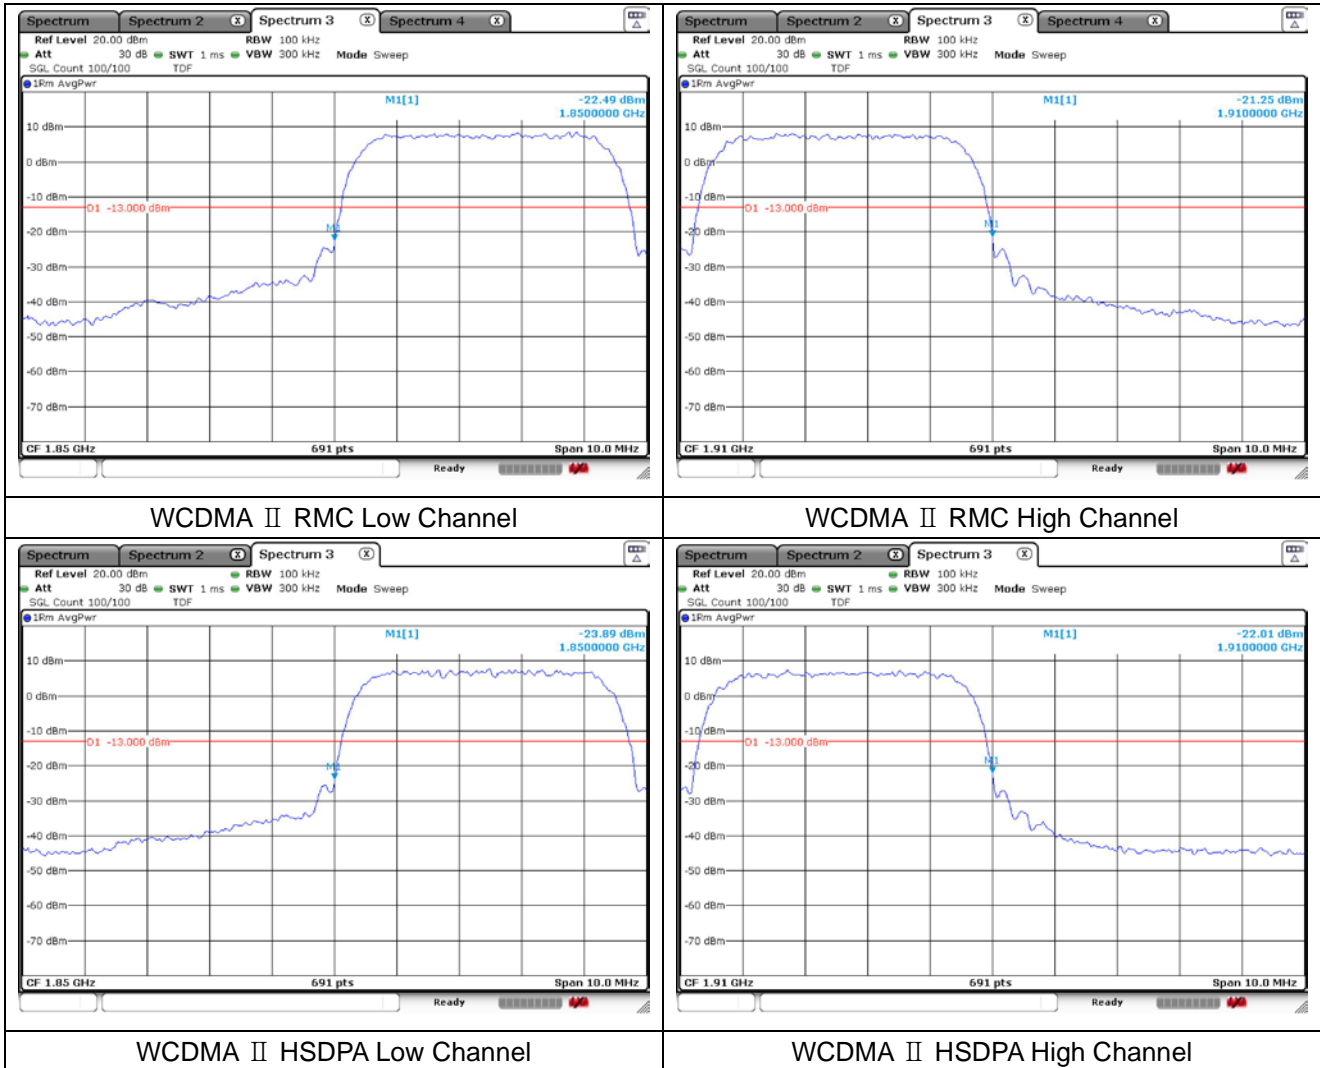 Spectrum Spectrum 2 X Spectrum 3 X Spectrum 4 X
Ref Level 20.00 dBm RBW 100 kHz
Att 30 dB SWT 1 ms VBW 300 kHz Mode Sweep
SGL Count 100/100 TDF
1Rm AvgPwr
M1[1] -22.49 dBm
1.8500000 GHz
10 dBm
0 dBm
-10 dBm
D1 -13.000 dBm
M1
-20 dBm
-30 dBm
-40 dBm
-50 dBm
-60 dBm
-70 dBm
CF 1.85 GHz 691 pts Span 10.0 MHz
Ready
WCDMA Ⅱ RMC Low Channel
Spectrum Spectrum 2 X Spectrum 3 X Spectrum 4 X
Ref Level 20.00 dBm RBW 100 kHz
Att 30 dB SWT 1 ms VBW 300 kHz Mode Sweep
SGL Count 100/100 TDF
1Rm AvgPwr
M1[1] -21.25 dBm
1.9100000 GHz
10 dBm
0 dBm
-10 dBm
D1 -13.000 dBm
M1
-20 dBm
-30 dBm
-40 dBm
-50 dBm
-60 dBm
-70 dBm
CF 1.91 GHz 691 pts Span 10.0 MHz
Ready
WCDMA Ⅱ RMC High Channel
Spectrum Spectrum 2 X Spectrum 3 X
Ref Level 20.00 dBm RBW 100 kHz
Att 30 dB SWT 1 ms VBW 300 kHz Mode Sweep
SGL Count 100/100 TDF
1Rm AvgPwr
M1[1] -23.89 dBm
1.8500000 GHz
10 dBm
0 dBm
-10 dBm
D1 -13.000 dBm
M1
-20 dBm
-30 dBm
-40 dBm
-50 dBm
-60 dBm
-70 dBm
CF 1.85 GHz 691 pts Span 10.0 MHz
Ready
WCDMA Ⅱ HSDPA Low Channel
Spectrum Spectrum 2 X Spectrum 3 X
Ref Level 20.00 dBm RBW 100 kHz
Att 30 dB SWT 1 ms VBW 300 kHz Mode Sweep
SGL Count 100/100 TDF
1Rm AvgPwr
M1[1] -22.01 dBm
1.9100000 GHz
10 dBm
0 dBm
-10 dBm
D1 -13.000 dBm
M1
-20 dBm
-30 dBm
-40 dBm
-50 dBm
-60 dBm
-70 dBm
CF 1.91 GHz 691 pts Span 10.0 MHz
Ready
WCDMA Ⅱ HSDPA High Channel